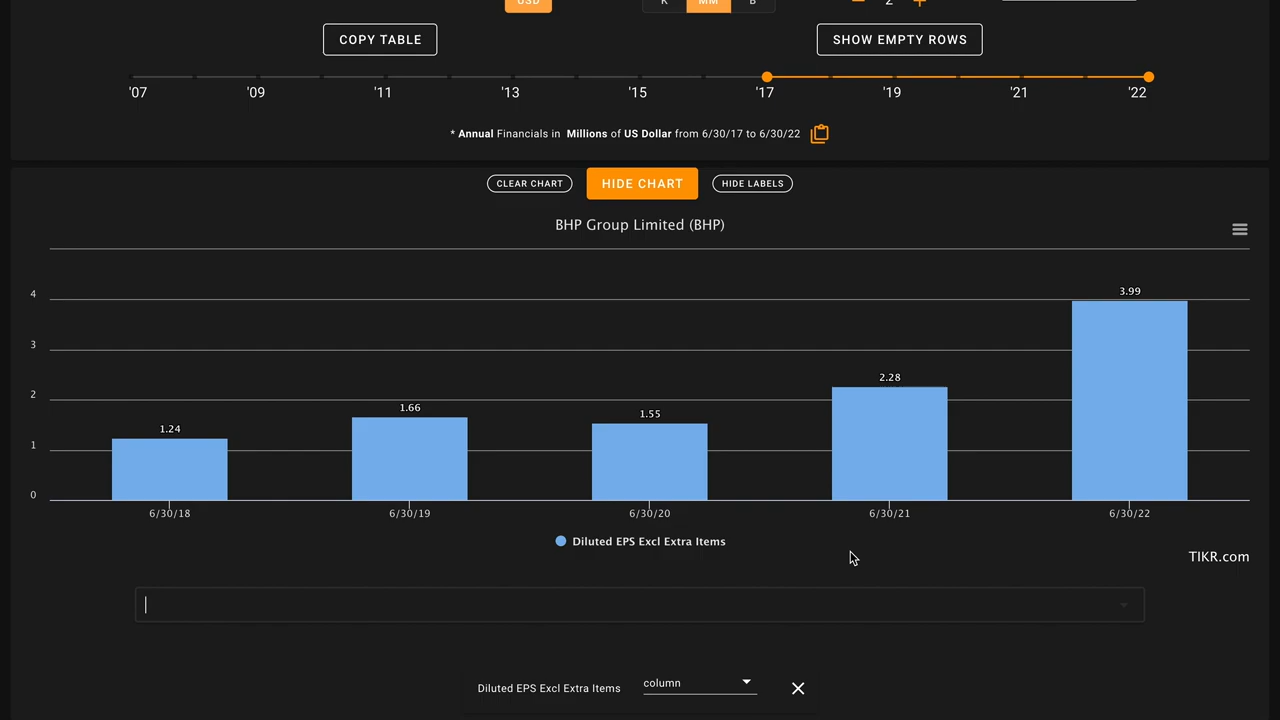 USD K MM B 2
COPY TABLE SHOW EMPTY ROWS
'07 '09 '11 '13 '15 '17 '19 '21 '22
* Annual Financials in Millions of US Dollar from 6/30/17 to 6/30/22
CLEAR CHART HIDE CHART HIDE LABELS
BHP Group Limited (BHP)
4
3
2
1
0
1.24
1.66
1.55
2.28
3.99
6/30/18 6/30/19 6/30/20 6/30/21 6/30/22
Diluted EPS Excl Extra Items
TIKR.com
Diluted EPS Excl Extra Items column